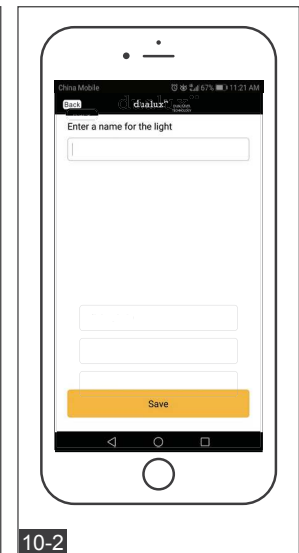 China Mobile 67% 11:21 AM
Back dualux
Enter a name for the light
Save
10-2